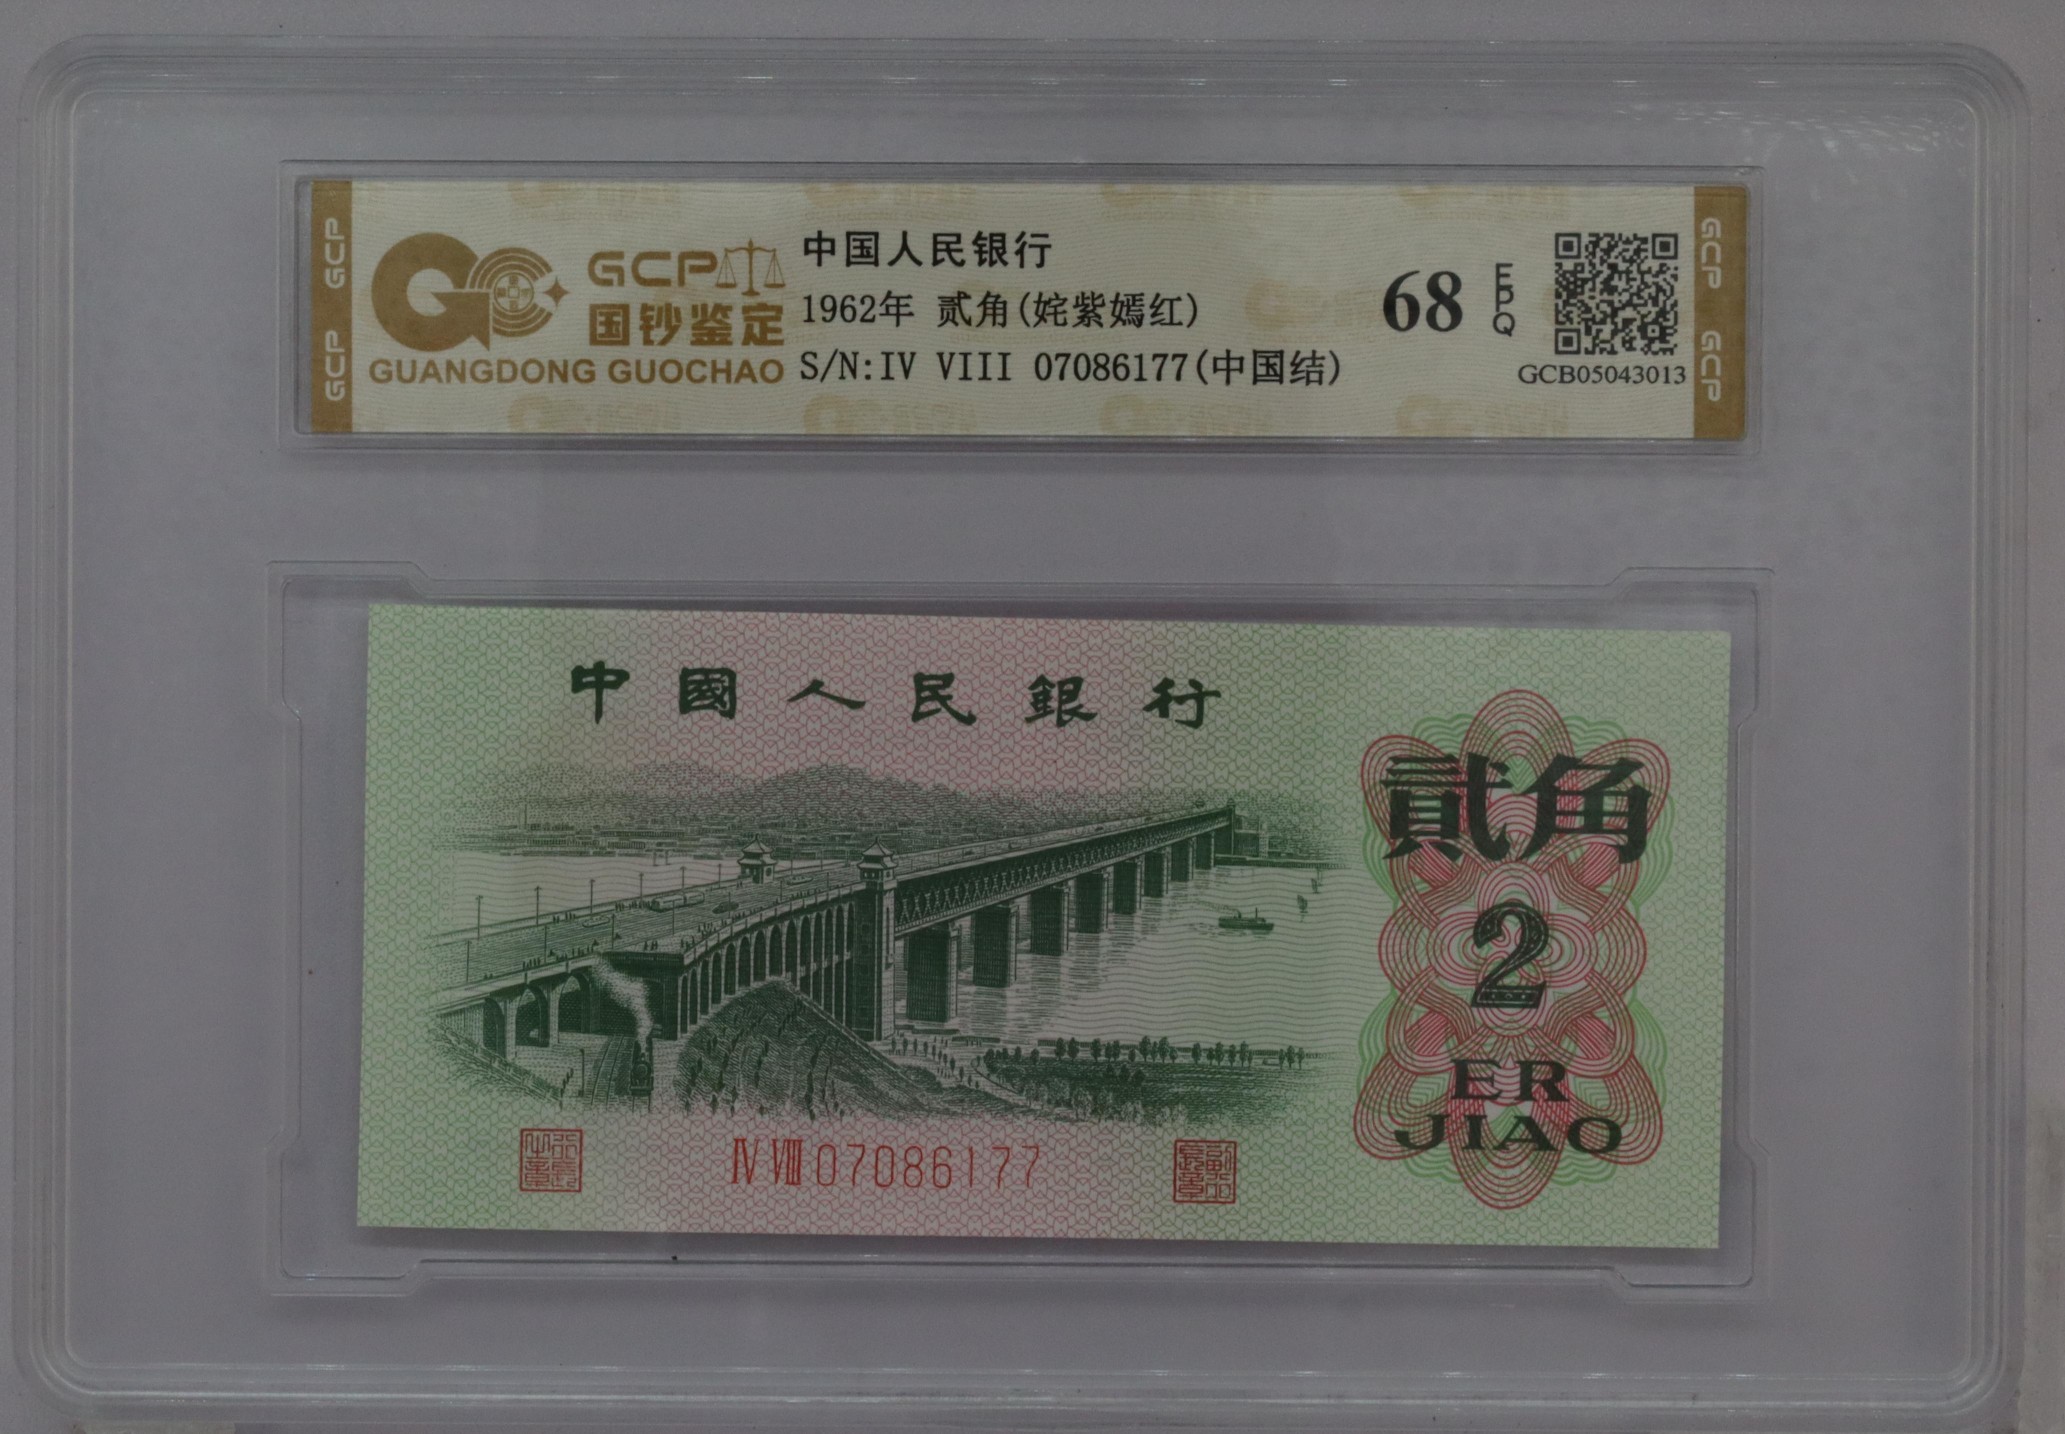 GCP
GCP
GCP
国钞鉴定
GUANGDONG GUOCHAO
中国人民银行
1962年 贰角(姹紫嫣红)
S/N:IV VIII 07086177(中国结)
68
EPQ
GCB05043013
GCP
GCP
中國人民銀行
貳角
2
ER
JIAO
IV VIII 07086177